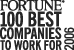 FORTUNE
100 BEST
COMPANIES
TO WORK FOR
2006